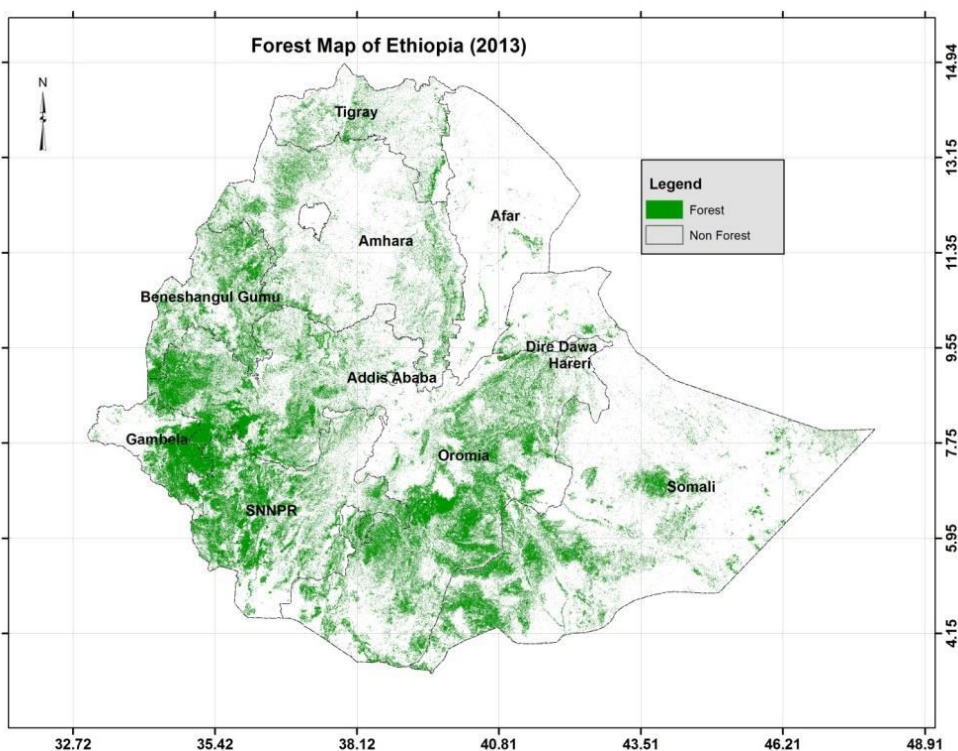 Forest Map of Ethiopia (2013)
N
Tigray
Legend
Forest
Non Forest
Afar
Amhara
Beneshangul Gumu
Dire Dawa
Hareri
Addis Ababa
Gambela
Oromia
Somali
SNNPR
14.94
13.15
11.35
9.55
7.75
5.95
4.15
32.72 35.42 38.12 40.81 43.51 46.21 48.91